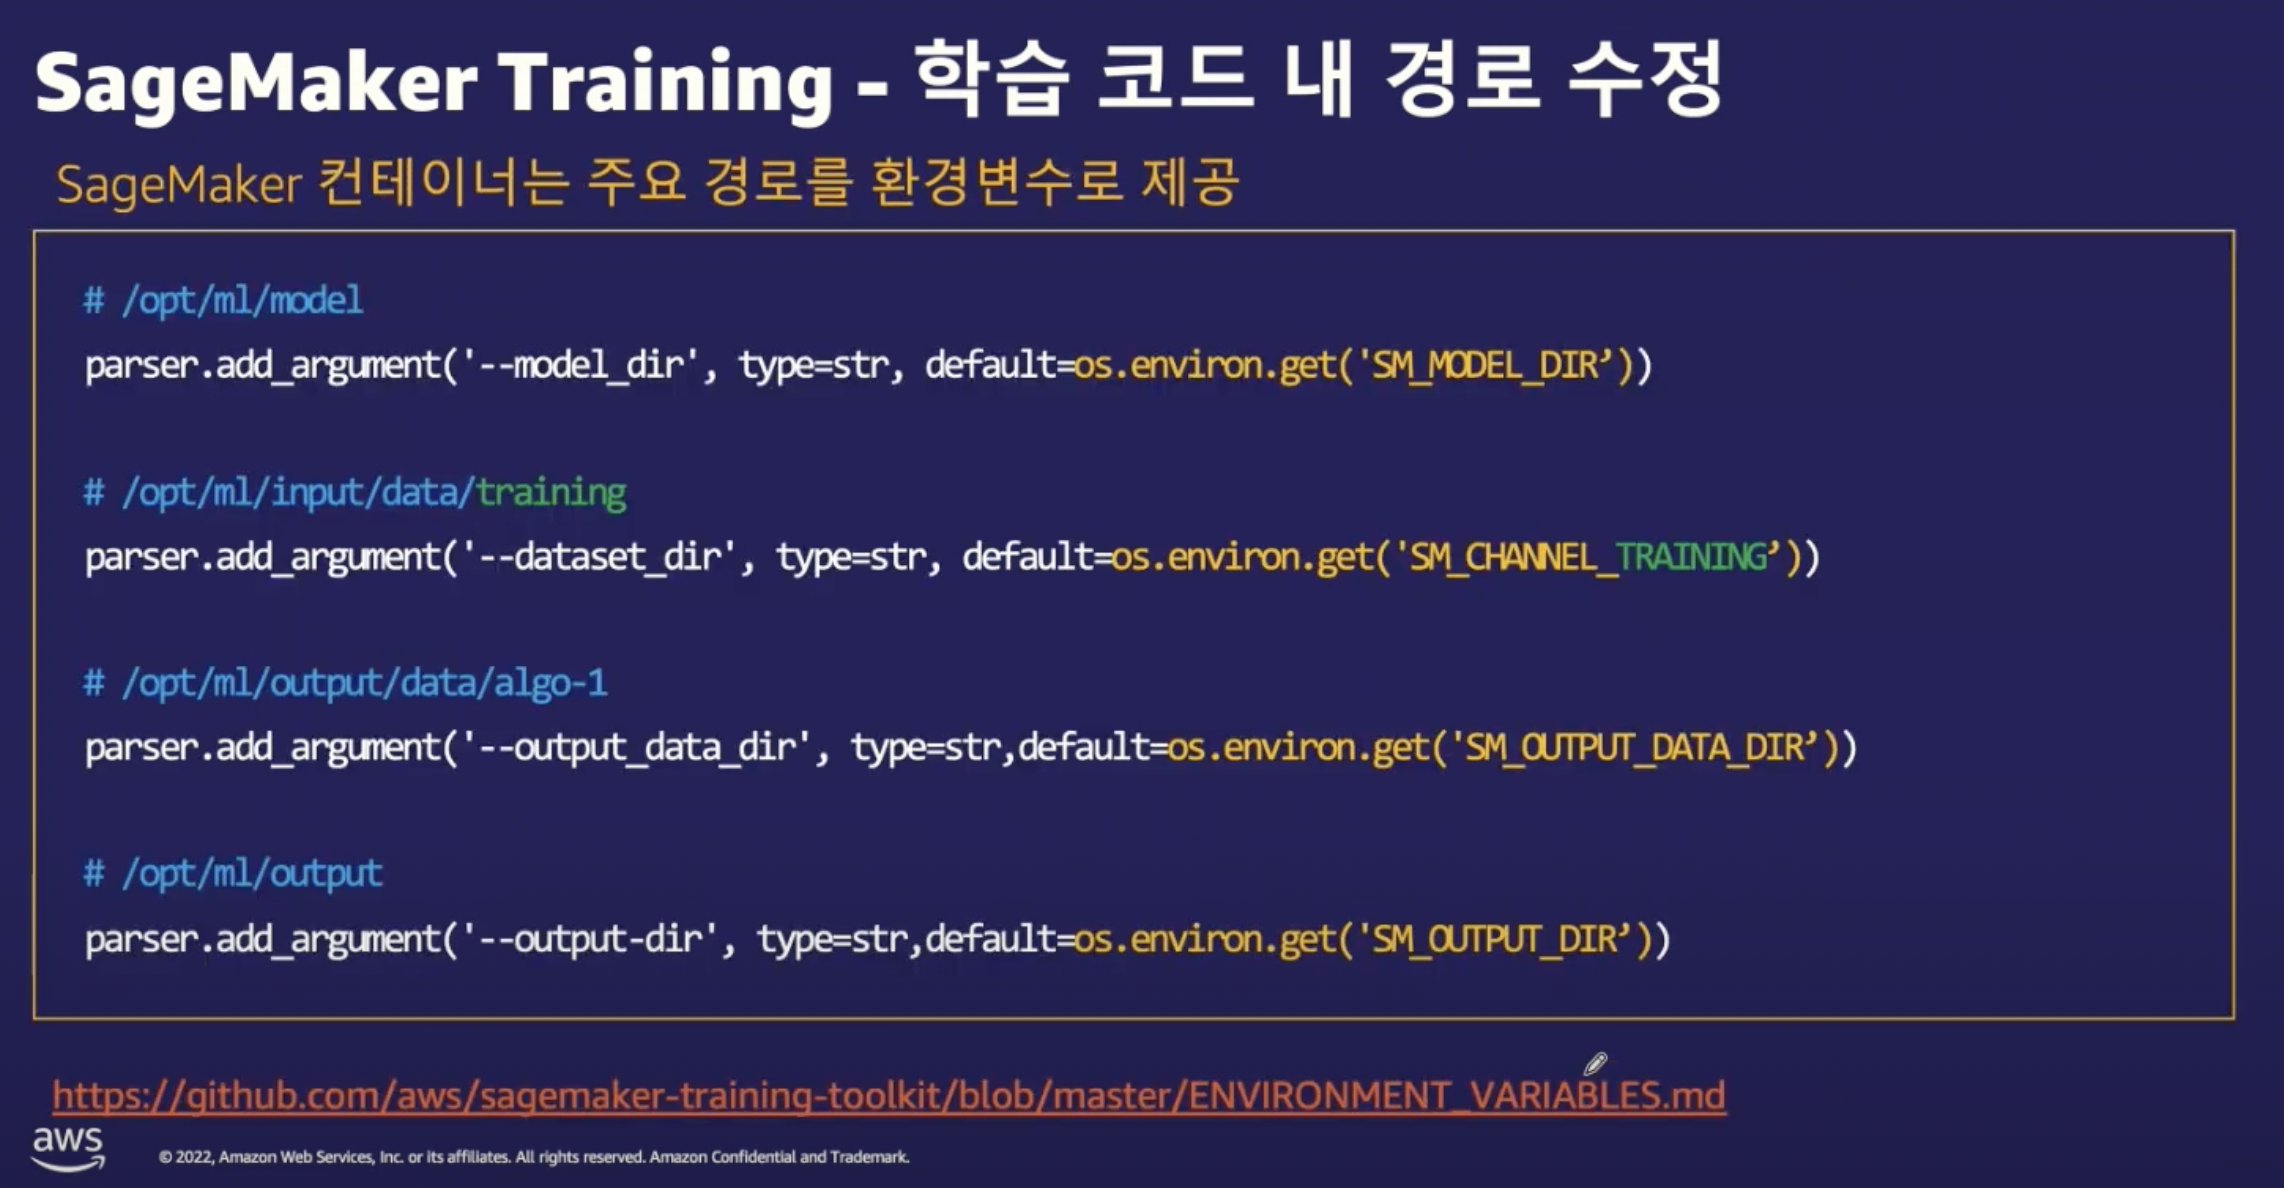 SageMaker Training - 학습 코드 내 경로 수정
SageMaker 컨테이너는 주요 경로를 환경변수로 제공
# /opt/ml/model
parser.add_argument('--model_dir', type=str, default=os.environ.get('SM_MODEL_DIR’))
# /opt/ml/input/data/training
parser.add_argument('--dataset_dir', type=str, default=os.environ.get('SM_CHANNEL_TRAINING’))
# /opt/ml/output/data/algo-1
parser.add_argument('--output_data_dir', type=str,default=os.environ.get('SM_OUTPUT_DATA_DIR’))
# /opt/ml/output
parser.add_argument('--output-dir', type=str,default=os.environ.get('SM_OUTPUT_DIR’))
https://github.com/aws/sagemaker-training-toolkit/blob/master/ENVIRONMENT_VARIABLES.md
aws
© 2022, Amazon Web Services, Inc. or its affiliates. All rights reserved. Amazon Confidential and Trademark.